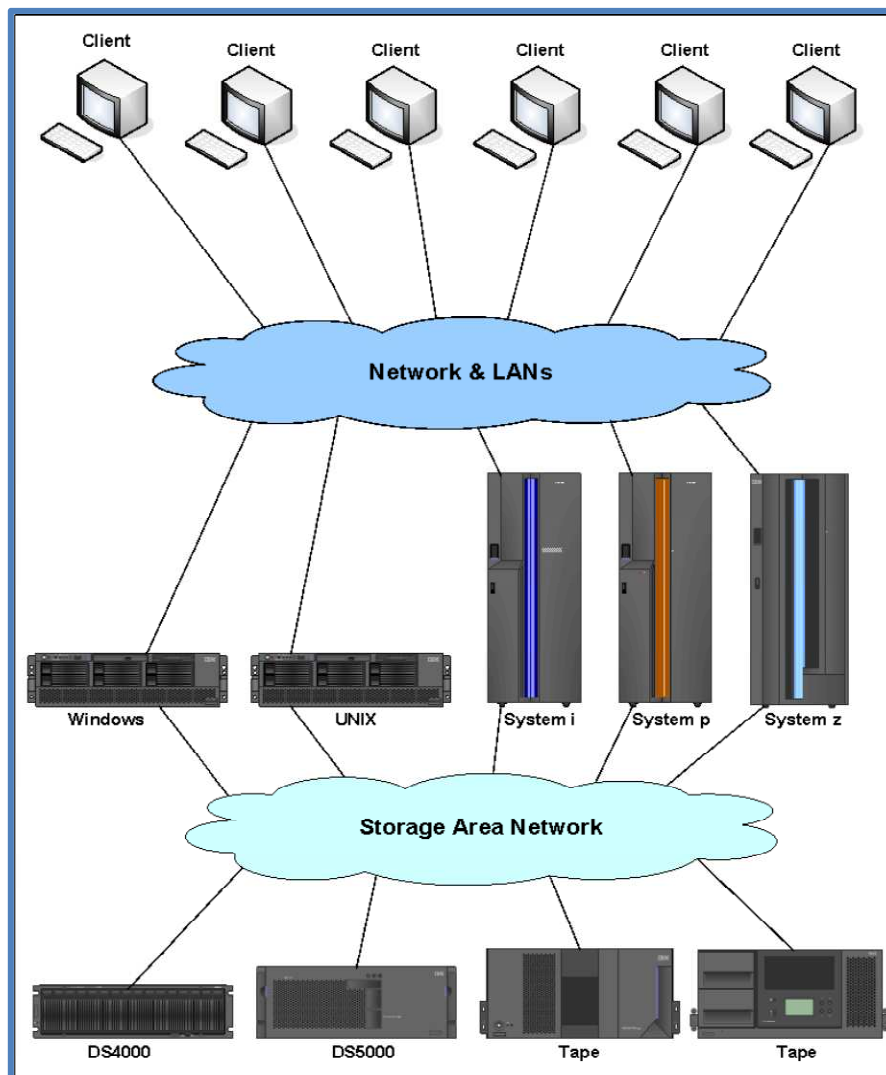 Client
Client
Client
Client
Client
Client
Network & LANs
Windows
UNIX
System i
System p
System z
Storage Area Network
DS4000
DS5000
Tape
Tape